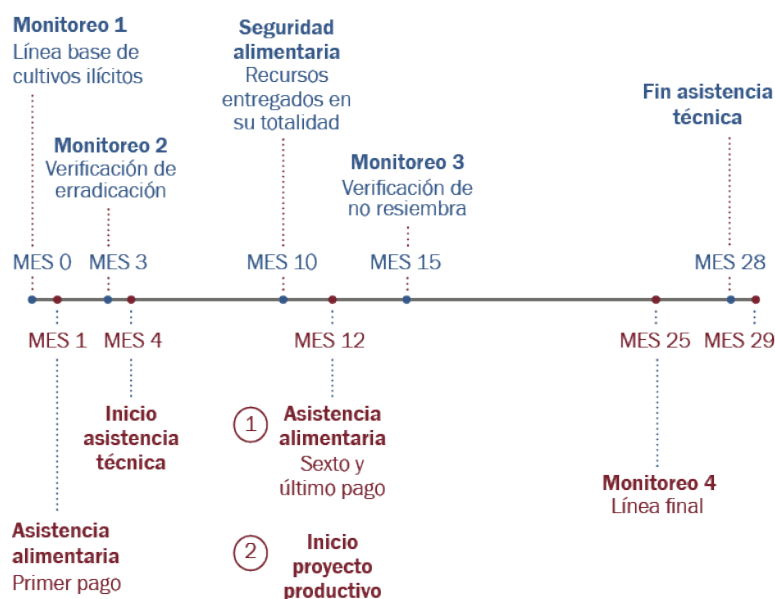 Monitoreo 1
Línea base de
cultivos ilícitos
Monitoreo 2
Verificación de
erradicación
Seguridad
alimentaria
Recursos
entregados en
su totalidad
Monitoreo 3
Verificación de
no resiembra
Fin asistencia
técnica
MES 0
MES 3
MES 10
MES 15
MES 28
MES 1
MES 4
MES 12
MES 25
MES 29
Asistencia
alimentaria
Primer pago
Inicio
asistencia
técnica
1
Asistencia
alimentaria
Sexto y
último pago
2
Inicio
proyecto
productivo
Monitoreo 4
Línea final